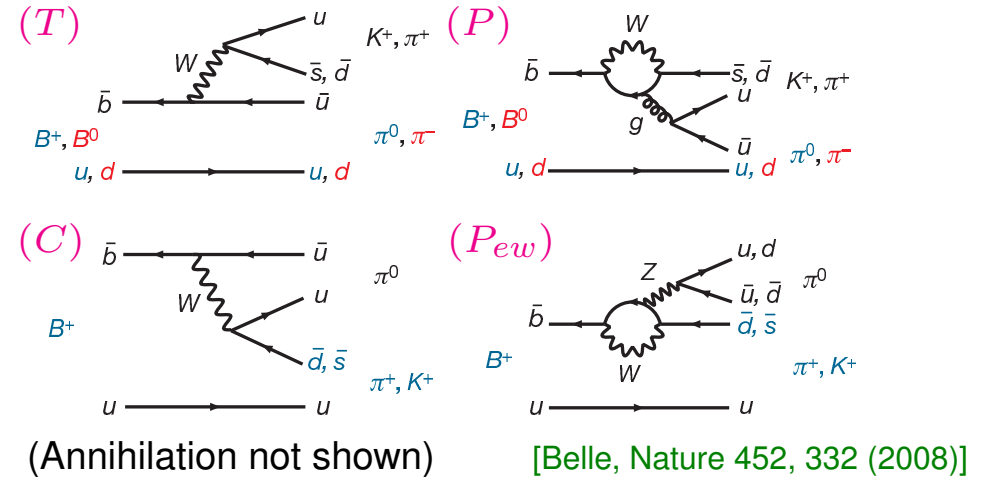 (T)
u
K⁺, π⁺
W
s̄, d̄
b̄
ū
B⁺, B⁰
π⁰, π⁻
u, d
u, d
(P)
W
b̄
s̄, d̄
K⁺, π⁺
u
g
B⁺, B⁰
ū
π⁰, π⁻
u, d
u, d
(C)
b̄
ū
π⁰
W
u
B⁺
d̄, s̄
π⁺, K⁺
u
u
(P_ew)
u, d
Z
π⁰
ū, d̄
b̄
d̄, s̄
B⁺
W
π⁺, K⁺
u
u
(Annihilation not shown)
[Belle, Nature 452, 332 (2008)]